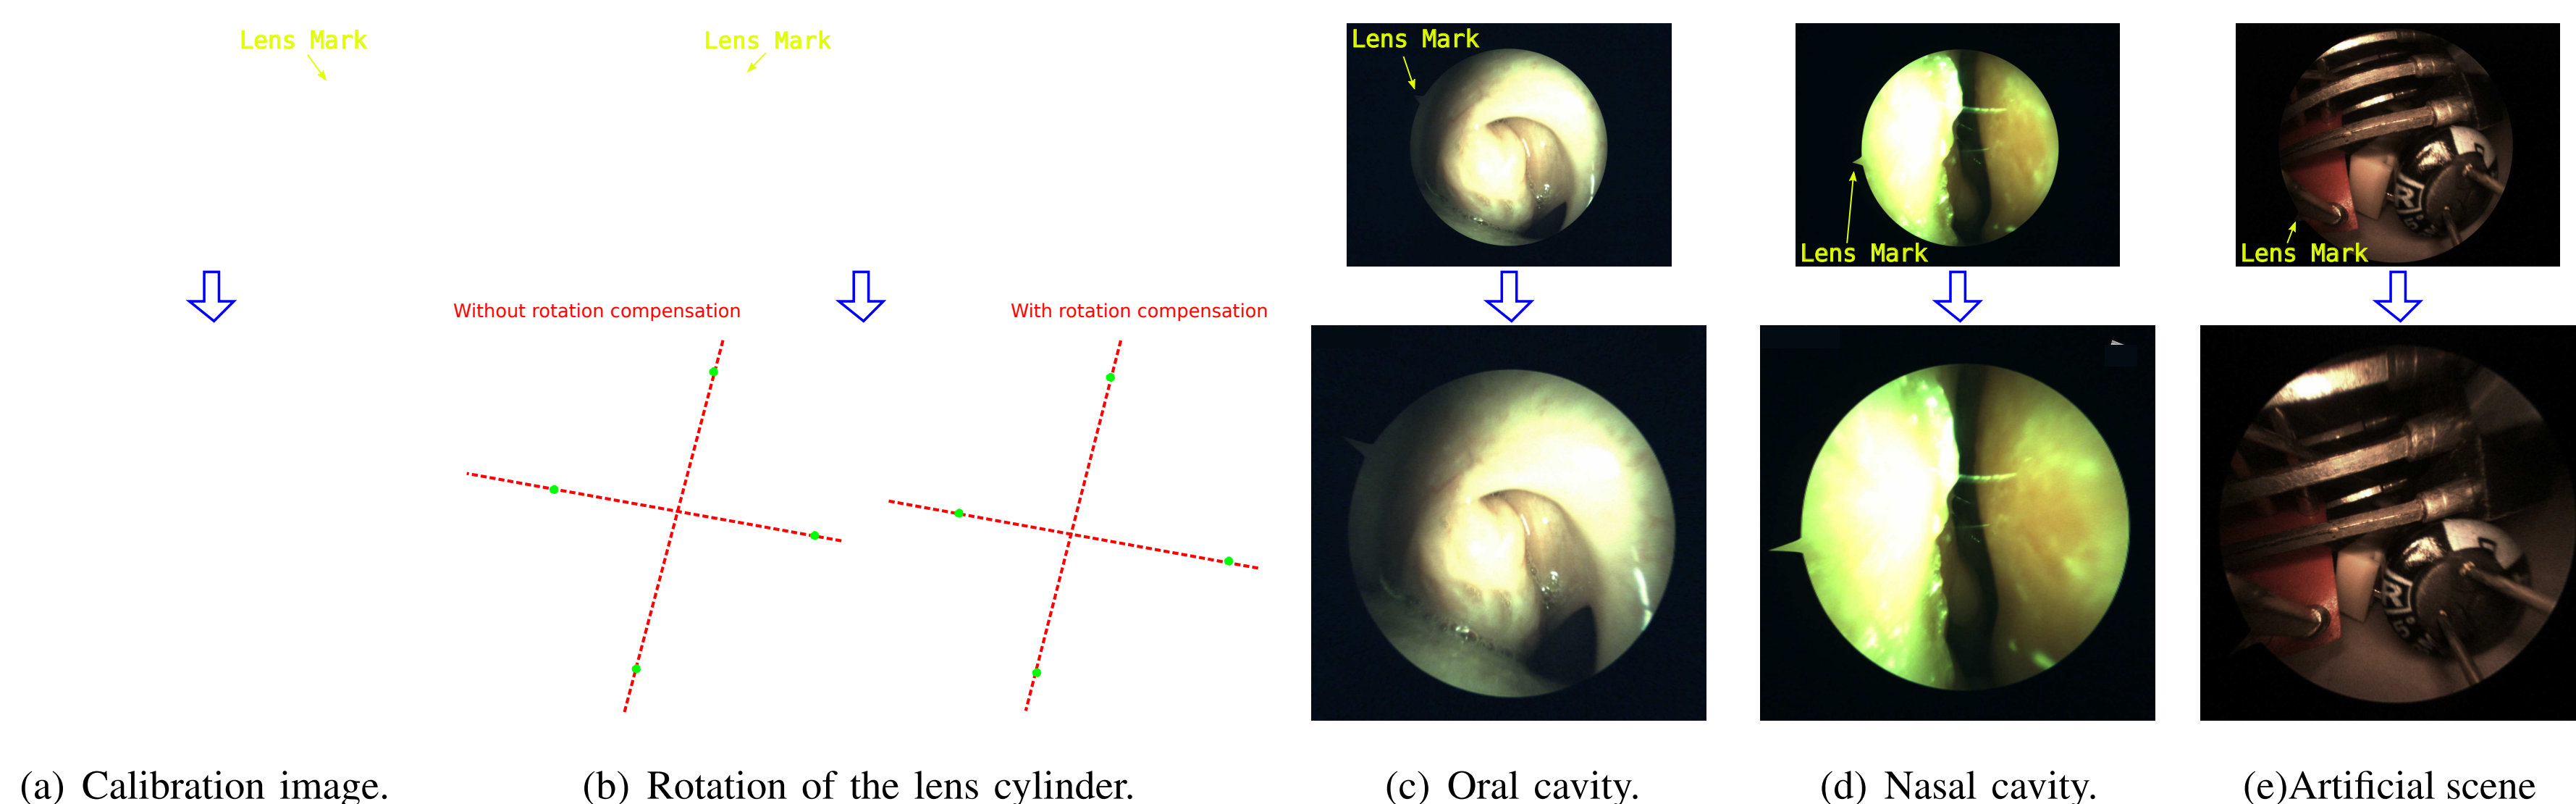 Lens Mark
Lens Mark
Lens Mark
Lens Mark
Lens Mark
Without rotation compensation
With rotation compensation
(a) Calibration image.
(b) Rotation of the lens cylinder.
(c) Oral cavity.
(d) Nasal cavity.
(e)Artificial scene